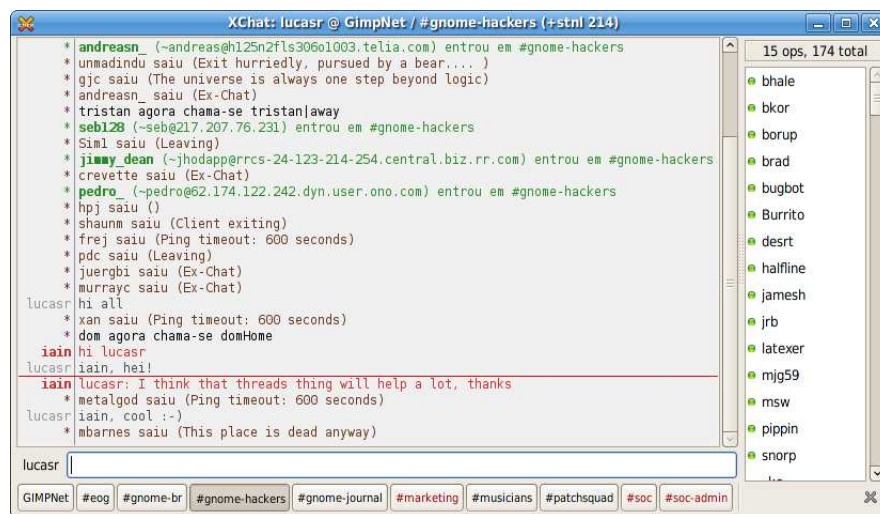 XChat: lucasr @ GimpNet / #gnome-hackers (+stnl 214)
* andreasn_ (~andreas@h125n2fls306o1003.telia.com) entrou em #gnome-hackers
* unmadindu saiu (Exit hurriedly, pursued by a bear.... )
* gjc saiu (The universe is always one step beyond logic)
* andreasn_ saiu (Ex-Chat)
* tristan agora chama-se tristan|away
* seb128 (~seb@217.207.76.231) entrou em #gnome-hackers
* Sim1 saiu (Leaving)
* jimmy_dean (~jhodapp@rrcs-24-123-214-254.central.biz.rr.com) entrou em #gnome-hackers
* crevette saiu (Ex-Chat)
* pedro_ (~pedro@62.174.122.242.dyn.user.ono.com) entrou em #gnome-hackers
* hpj saiu ()
* shaunm saiu (Client exiting)
* frej saiu (Ping timeout: 600 seconds)
* pdc saiu (Leaving)
* juergbi saiu (Ex-Chat)
* murrayc saiu (Ex-Chat)
lucasr hi all
* xan saiu (Ping timeout: 600 seconds)
* dom agora chama-se domHome
iain hi lucasr
lucasr iain, hei!
iain lucasr: I think that threads thing will help a lot, thanks
* metalgod saiu (Ping timeout: 600 seconds)
lucasr iain, cool :-)
* mbarnes saiu (This place is dead anyway)
15 ops, 174 total
bhale
bkor
borup
brad
bugbot
Burrito
desrt
halfline
jamesh
jrb
latexer
mjg59
msw
pippin
snorp
lucasr
GIMPNet #eog #gnome-br #gnome-hackers #gnome-journal #marketing #musicians #patchsquad #soc #soc-admin